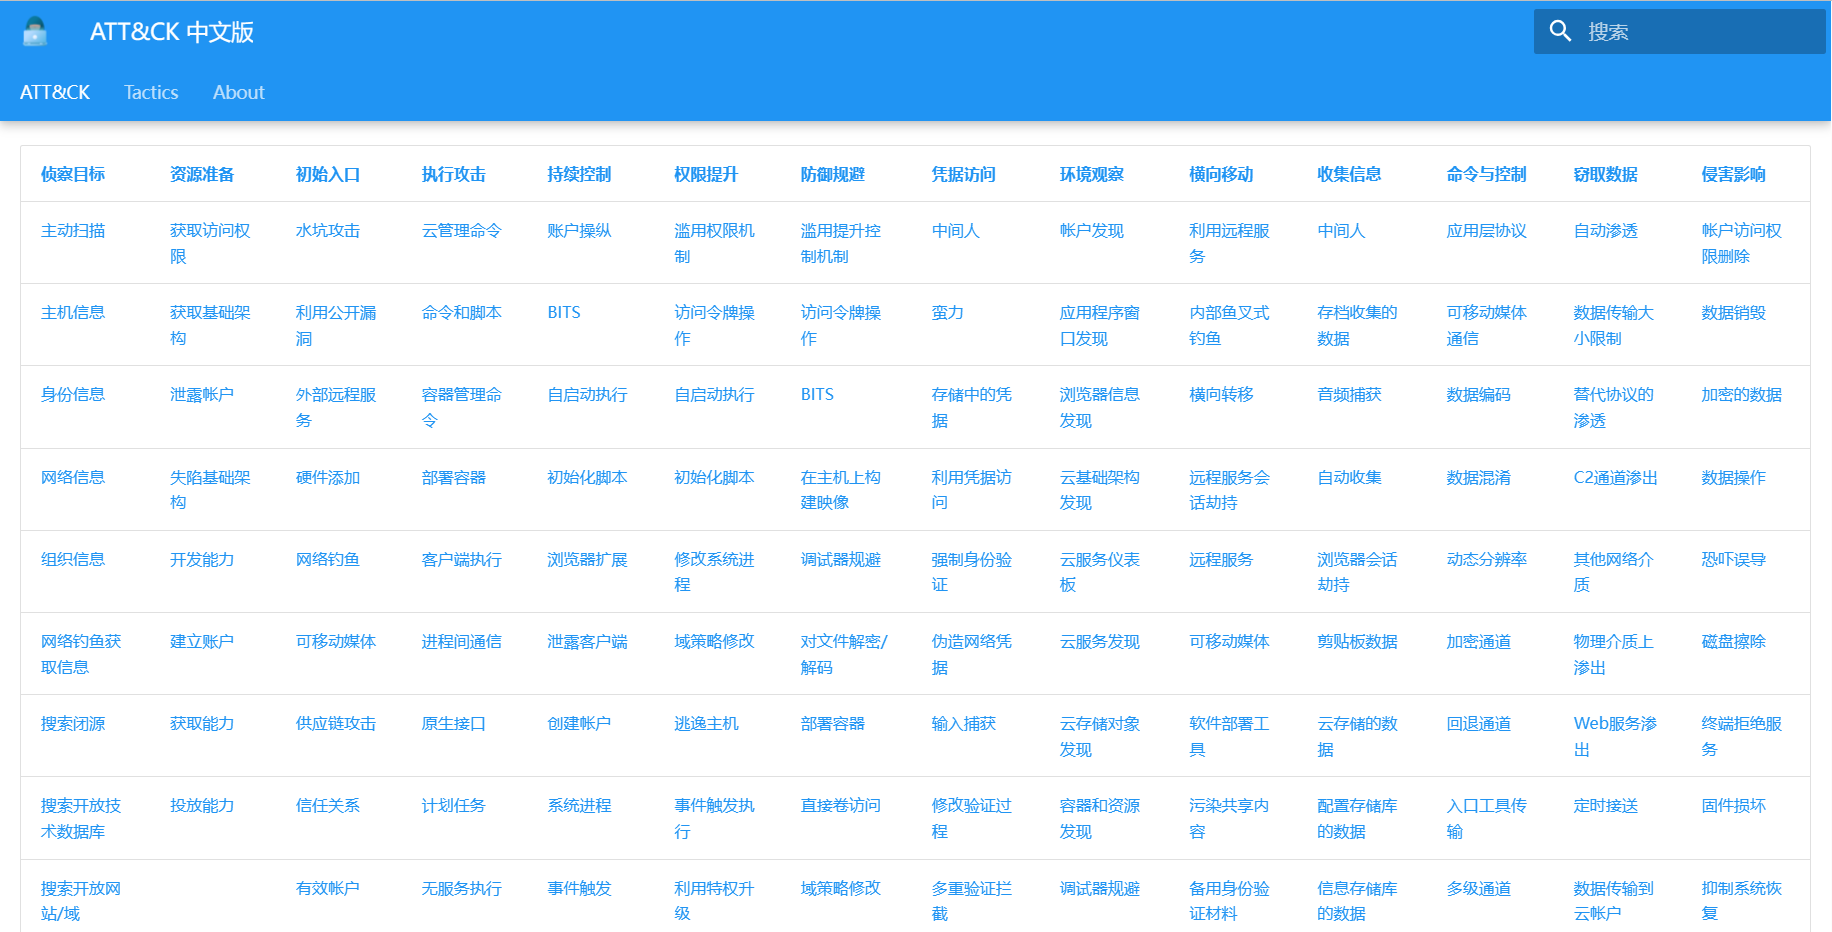 ATT&CK 中文版
搜索
ATT&CK Tactics About
侦察目标 资源准备 初始入口 执行攻击 持续控制 权限提升 防御规避 凭据访问 环境观察 横向移动 收集信息 命令与控制 窃取数据 侵害影响
主动扫描 获取访问权 水坑攻击 云管理命令 账户操纵 滥用权限机 滥用提升控 中间人 帐户发现 利用远程服 中间人 应用层协议 自动渗透 帐户访问权
限 制 制机制 务 限删除
主机信息 获取基础架 利用公开漏 命令和脚本 BITS 访问令牌操 访问令牌操 蛮力 应用程序窗 内部鱼叉式 存档收集的 可移动媒体 数据传输大 数据销毁
构 洞 作 作 口发现 钓鱼 数据 通信 小限制
身份信息 泄露帐户 外部远程服 容器管理命 自启动执行 自启动执行 BITS 存储中的凭 浏览器信息 横向转移 音频捕获 数据编码 替代协议的 加密的数据
务 令 据 发现 渗透
网络信息 失陷基础架 硬件添加 部署容器 初始化脚本 初始化脚本 在主机上构 利用凭据访 云基础架构 远程服务会 自动收集 数据混淆 C2通道渗出 数据操作
构 建映像 问 发现 话劫持
组织信息 开发能力 网络钓鱼 客户端执行 浏览器扩展 修改系统进 调试器规避 强制身份验 云服务仪表 远程服务 浏览器会话 动态分辨率 其他网络介 恐吓误导
程 证 板 劫持 质
网络钓鱼获 建立账户 可移动媒体 进程间通信 泄露客户端 域策略修改 对文件解密/ 伪造网络凭 云服务发现 可移动媒体 剪贴板数据 加密通道 物理介质上 磁盘擦除
取信息 解码 据 渗出
搜索闭源 获取能力 供应链攻击 原生接口 创建帐户 逃逸主机 部署容器 输入捕获 云存储对象 软件部署工 云存储的数 回退通道 Web服务渗 终端拒绝服
发现 具 据 出 务
搜索开放技 投放能力 信任关系 计划任务 系统进程 事件触发执 直接卷访问 修改验证过 容器和资源 污染共享内 配置存储库 入口工具传 定时接送 固件损坏
术数据库 行 程 发现 容 的数据 输
搜索开放网 有效帐户 无服务执行 事件触发 利用特权升 域策略修改 多重验证拦 调试器规避 备用身份验 信息存储库 多级通道 数据传输到 抑制系统恢
站/域 级 截 证材料 的数据 云帐户 复